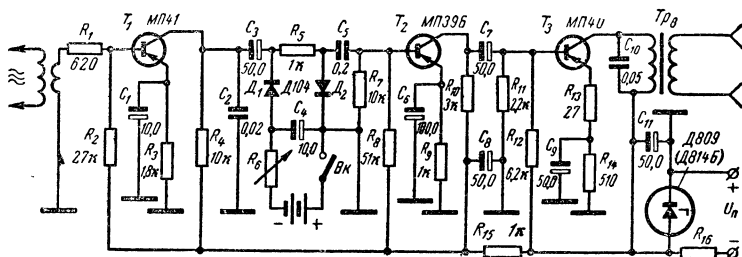 T₁ МП41
R₁
620
C₁
10,0
R₂
27к
R₃
1,8к
R₄
10к
C₂
0,02
C₃
50,0
R₅
1к
C₅
0,2
Д₁
Д104
Д₂
C₄
10,0
R₆
Вк
- +
R₇
10к
R₈
51к
T₂ МП39Б
C₆
100,0
R₉
1к
R₁₀
3к
C₇
50,0
C₈
50,0
R₁₁
2,2к
R₁₂
6,2к
R₁₅ 1к
T₃ МП40
R₁₃
27
C₉
50,0
R₁₄
510
C₁₀
0,05
Тр₈
C₁₁
50,0
Д809
(Д814Б)
+
Uп
-
R₁₆